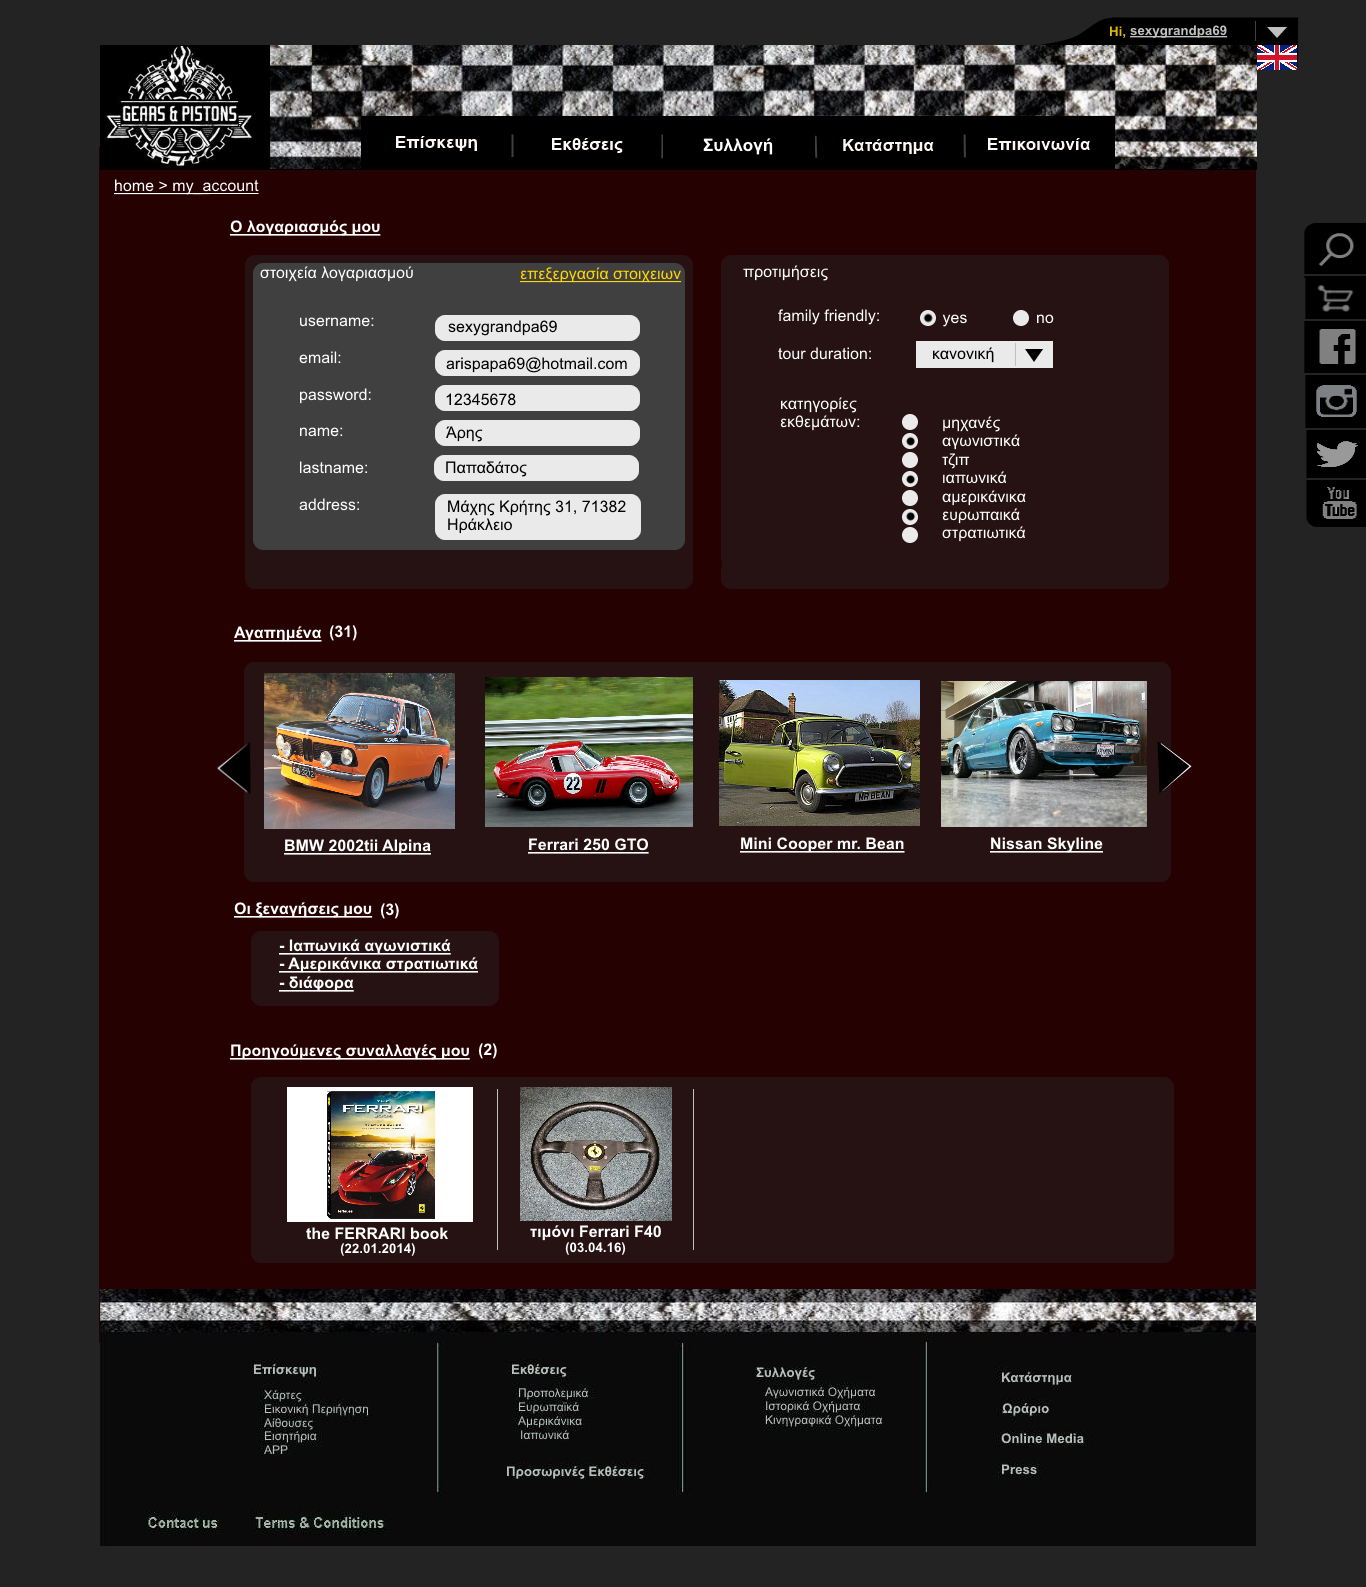 Hi, sexygrandpa69
GEARS & PISTONS
Επίσκεψη
Εκθέσεις
Συλλογή
Κατάστημα
Επικοινωνία
home > my_account
Ο λογαριασμός μου
στοιχεία λογαριασμού
επεξεργασία στοιχειων
username:
sexygrandpa69
email:
arispapa69@hotmail.com
password:
12345678
name:
Άρης
lastname:
Παπαδάτος
address:
Μάχης Κρήτης 31, 71382
Ηράκλειο
προτιμήσεις
family friendly:
yes
no
tour duration:
κανονική
κατηγορίες
εκθεμάτων:
μηχανές
αγωνιστικά
τζιπ
ιαπωνικά
αμερικάνικα
ευρωπαικά
στρατιωτικά
You
Tube
Αγαπημένα (31)
22
MR BEAN
BMW 2002tii Alpina
Ferrari 250 GTO
Mini Cooper mr. Bean
Nissan Skyline
Οι ξεναγήσεις μου (3)
- Ιαπωνικά αγωνιστικά
- Αμερικάνικα στρατιωτικά
- διάφορα
Προηγούμενες συναλλαγές μου (2)
THE
FERRARI
BOOK
the FERRARI book
(22.01.2014)
τιμόνι Ferrari F40
(03.04.16)
Επίσκεψη
Χάρτες
Εικονική Περιήγηση
Αίθουσες
Εισητήρια
APP
Εκθέσεις
Προπολεμικά
Ευρωπαϊκά
Αμερικάνικα
Ιαπωνικά
Προσωρινές Εκθέσεις
Συλλογές
Αγωνιστικά Οχήματα
Ιστορικά Οχήματα
Κινηγραφικά Οχήματα
Κατάστημα
Ωράριο
Online Media
Press
Contact us
Terms & Conditions